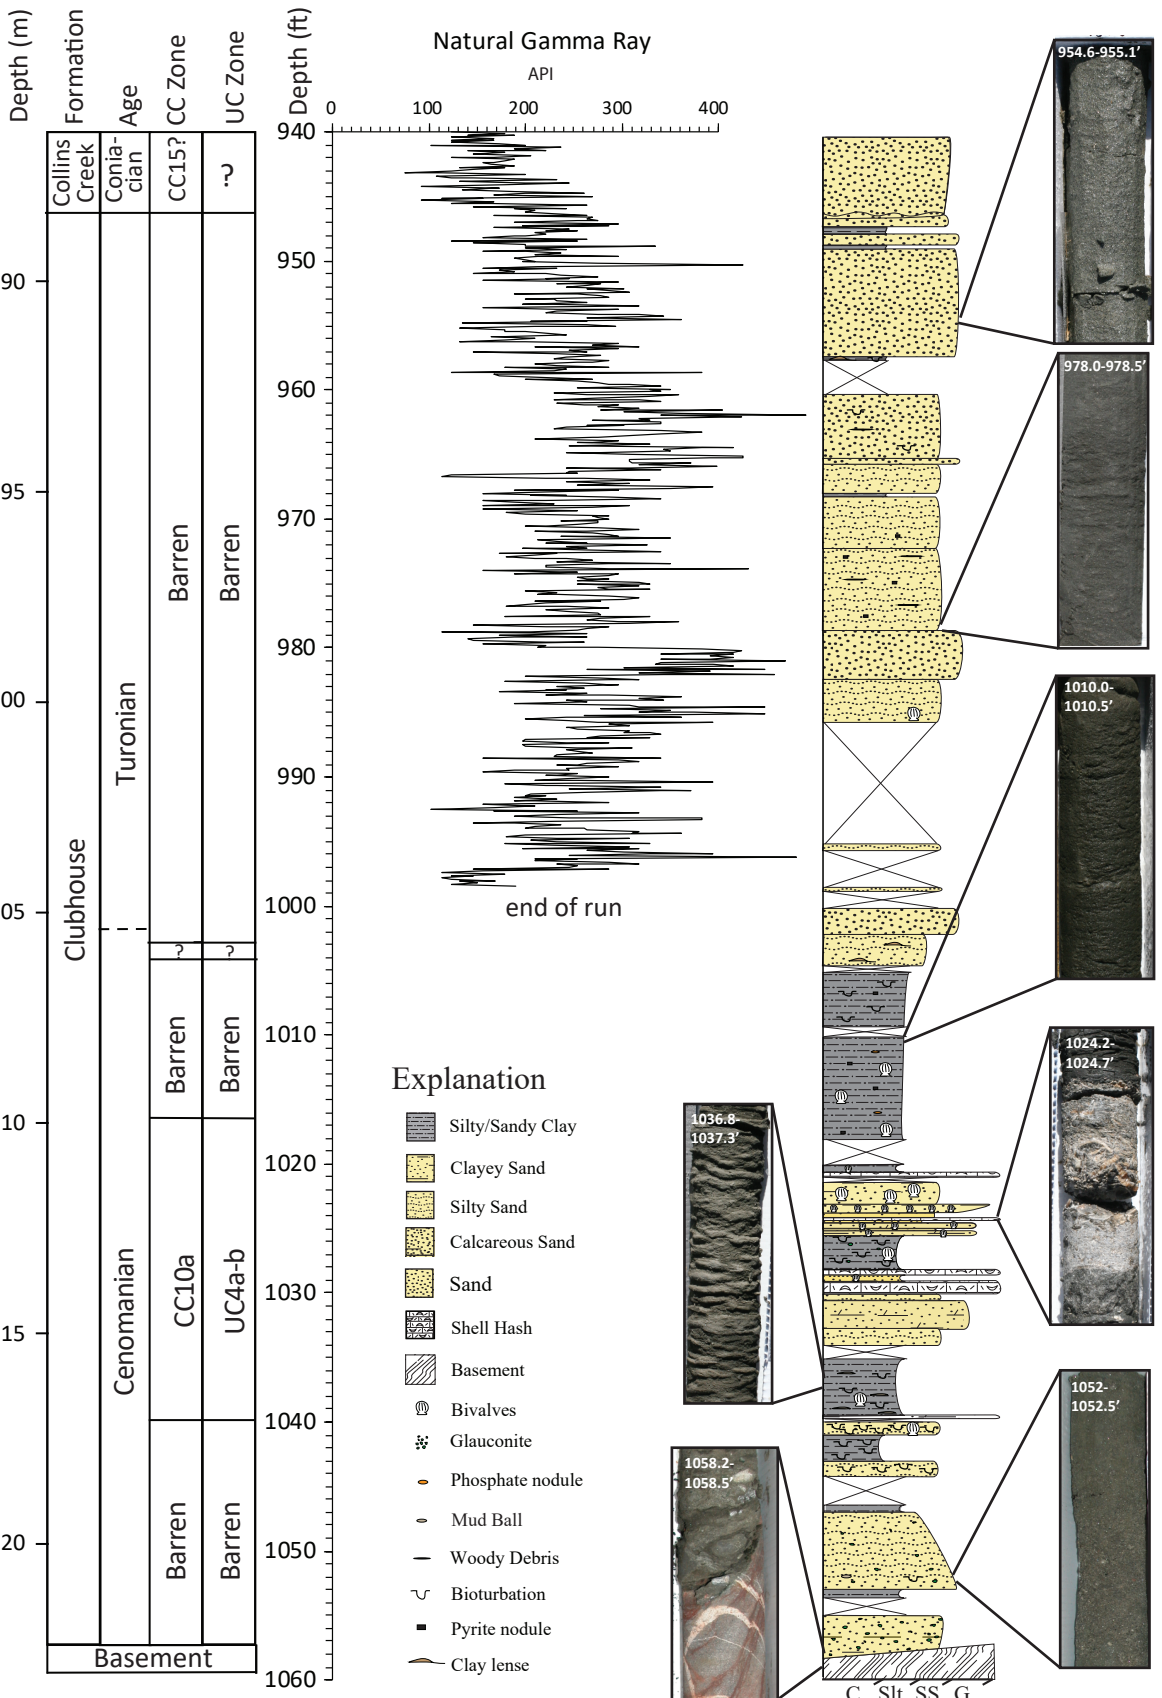 Depth (m)
Formation
Age
CC Zone
UC Zone
Depth (ft)
Natural Gamma Ray
API
0
100
200
300
400
940
950
960
970
980
990
1000
1010
1020
1030
1040
1050
1060
90
95
00
05
10
15
20
Collins
Creek
Conia-
cian
CC15?
?
Clubhouse
Turonian
Cenomanian
Barren
Barren
?
?
Barren
Barren
CC10a
UC4a-b
Barren
Barren
Basement
end of run
Explanation
Silty/Sandy Clay
Clayey Sand
Silty Sand
Calcareous Sand
Sand
Shell Hash
Basement
Bivalves
Glauconite
Phosphate nodule
Mud Ball
Woody Debris
Bioturbation
Pyrite nodule
Clay lense
954.6-955.1'
978.0-978.5'
1010.0-
1010.5'
1024.2-
1024.7'
1036.8-
1037.3'
1052-
1052.5'
1058.2-
1058.5'
C Slt SS G